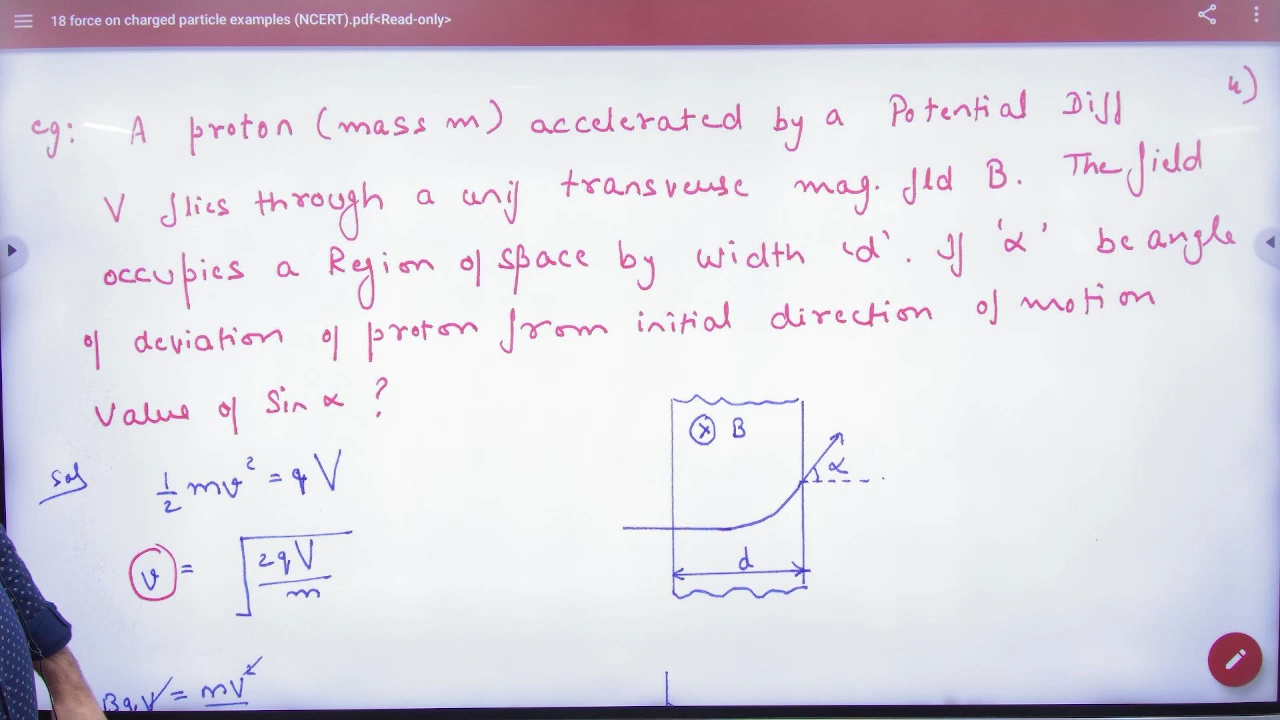 18 force on charged particle examples (NCERT).pdf<Read-only>
4)
eg: A proton (mass m) accelerated by a Potential Diff
V flies through a unif transveuse mag. fld B. The field
occupies a Region of space by width 'd'. If 'α' be angle
of deviation of proton from initial direction of motion
Value of Sin α ?
Sol
1/2 mv² = qV
v = √(2qV/m)
Bqv = mv²
⊗ B
α
d